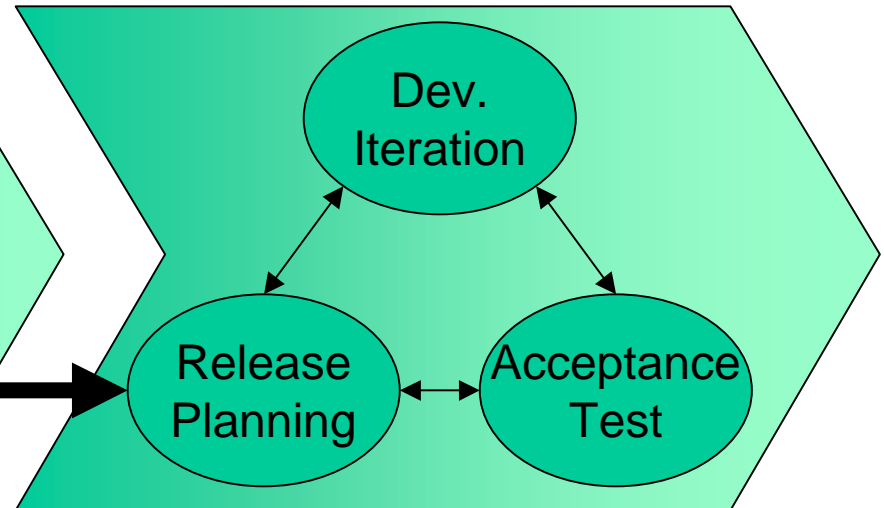 Dev.
Iteration
Release
Planning
Acceptance
Test